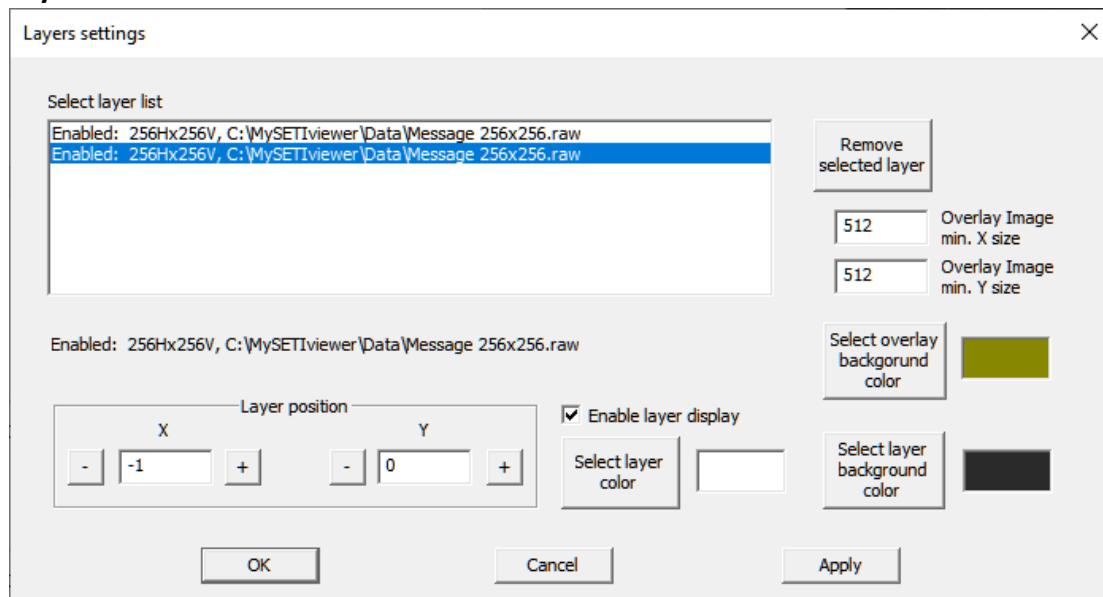 Layers settings
Select layer list
Enabled: 256Hx256V, C:\MySETIviewer\Data\Message 256x256.raw
Enabled: 256Hx256V, C:\MySETIviewer\Data\Message 256x256.raw
Remove
selected layer
512
Overlay Image
min. X size
512
Overlay Image
min. Y size
Enabled: 256Hx256V, C:\MySETIviewer\Data\Message 256x256.raw
Select overlay
backgorund
color
Layer position
X
Y
- -1 +
- 0 +
Enable layer display
Select layer
color
Select layer
background
color
OK
Cancel
Apply